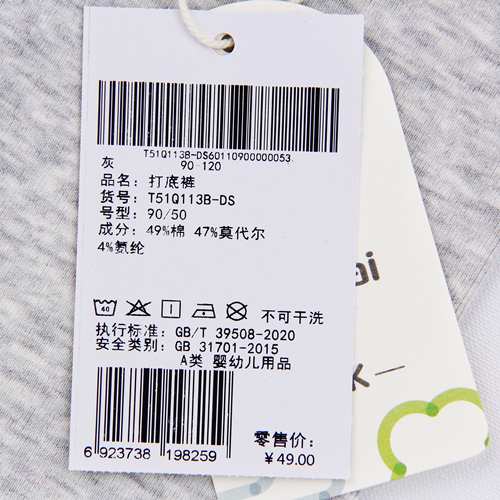 T51Q113B-DS60110900000053
灰 90-120
品名: 打底裤
货号: T51Q113B-DS
号型: 90/50
成分: 49%棉 47%莫代尔
4%氨纶
40 不可干洗
执行标准: GB/T 39508-2020
安全类别: GB 31701-2015
A类 婴幼儿用品
6 923738 198259
零售价:
¥49.00